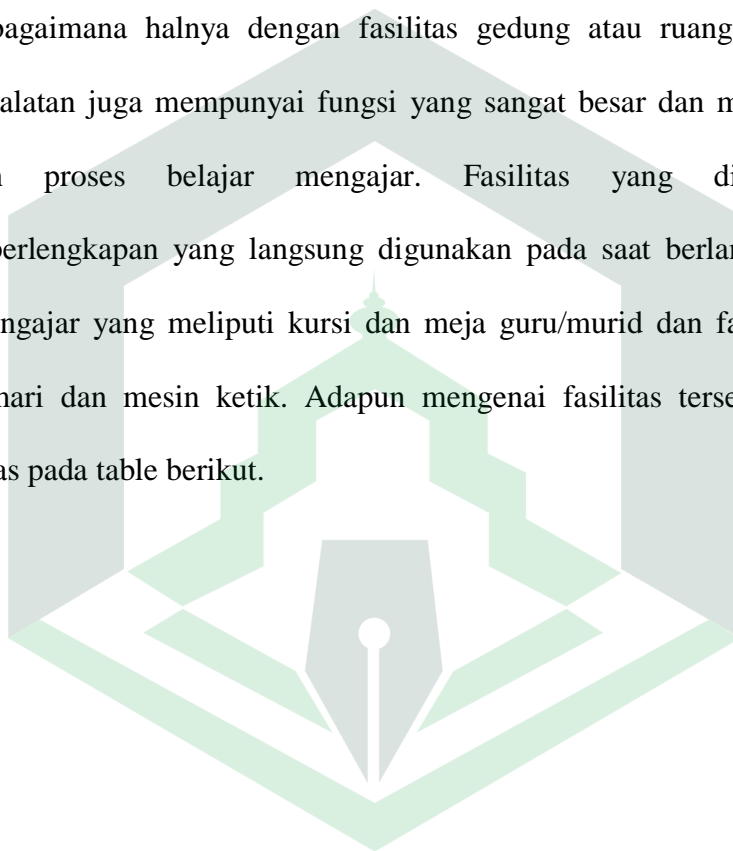 bagaimana halnya dengan fasilitas gedung atau ruang
alatan juga mempunyai fungsi yang sangat besar dan m
proses belajar mengajar. Fasilitas yang di
perlengkapan yang langsung digunakan pada saat berlan
ngajar yang meliputi kursi dan meja guru/murid dan fa
mari dan mesin ketik. Adapun mengenai fasilitas terse
as pada table berikut.